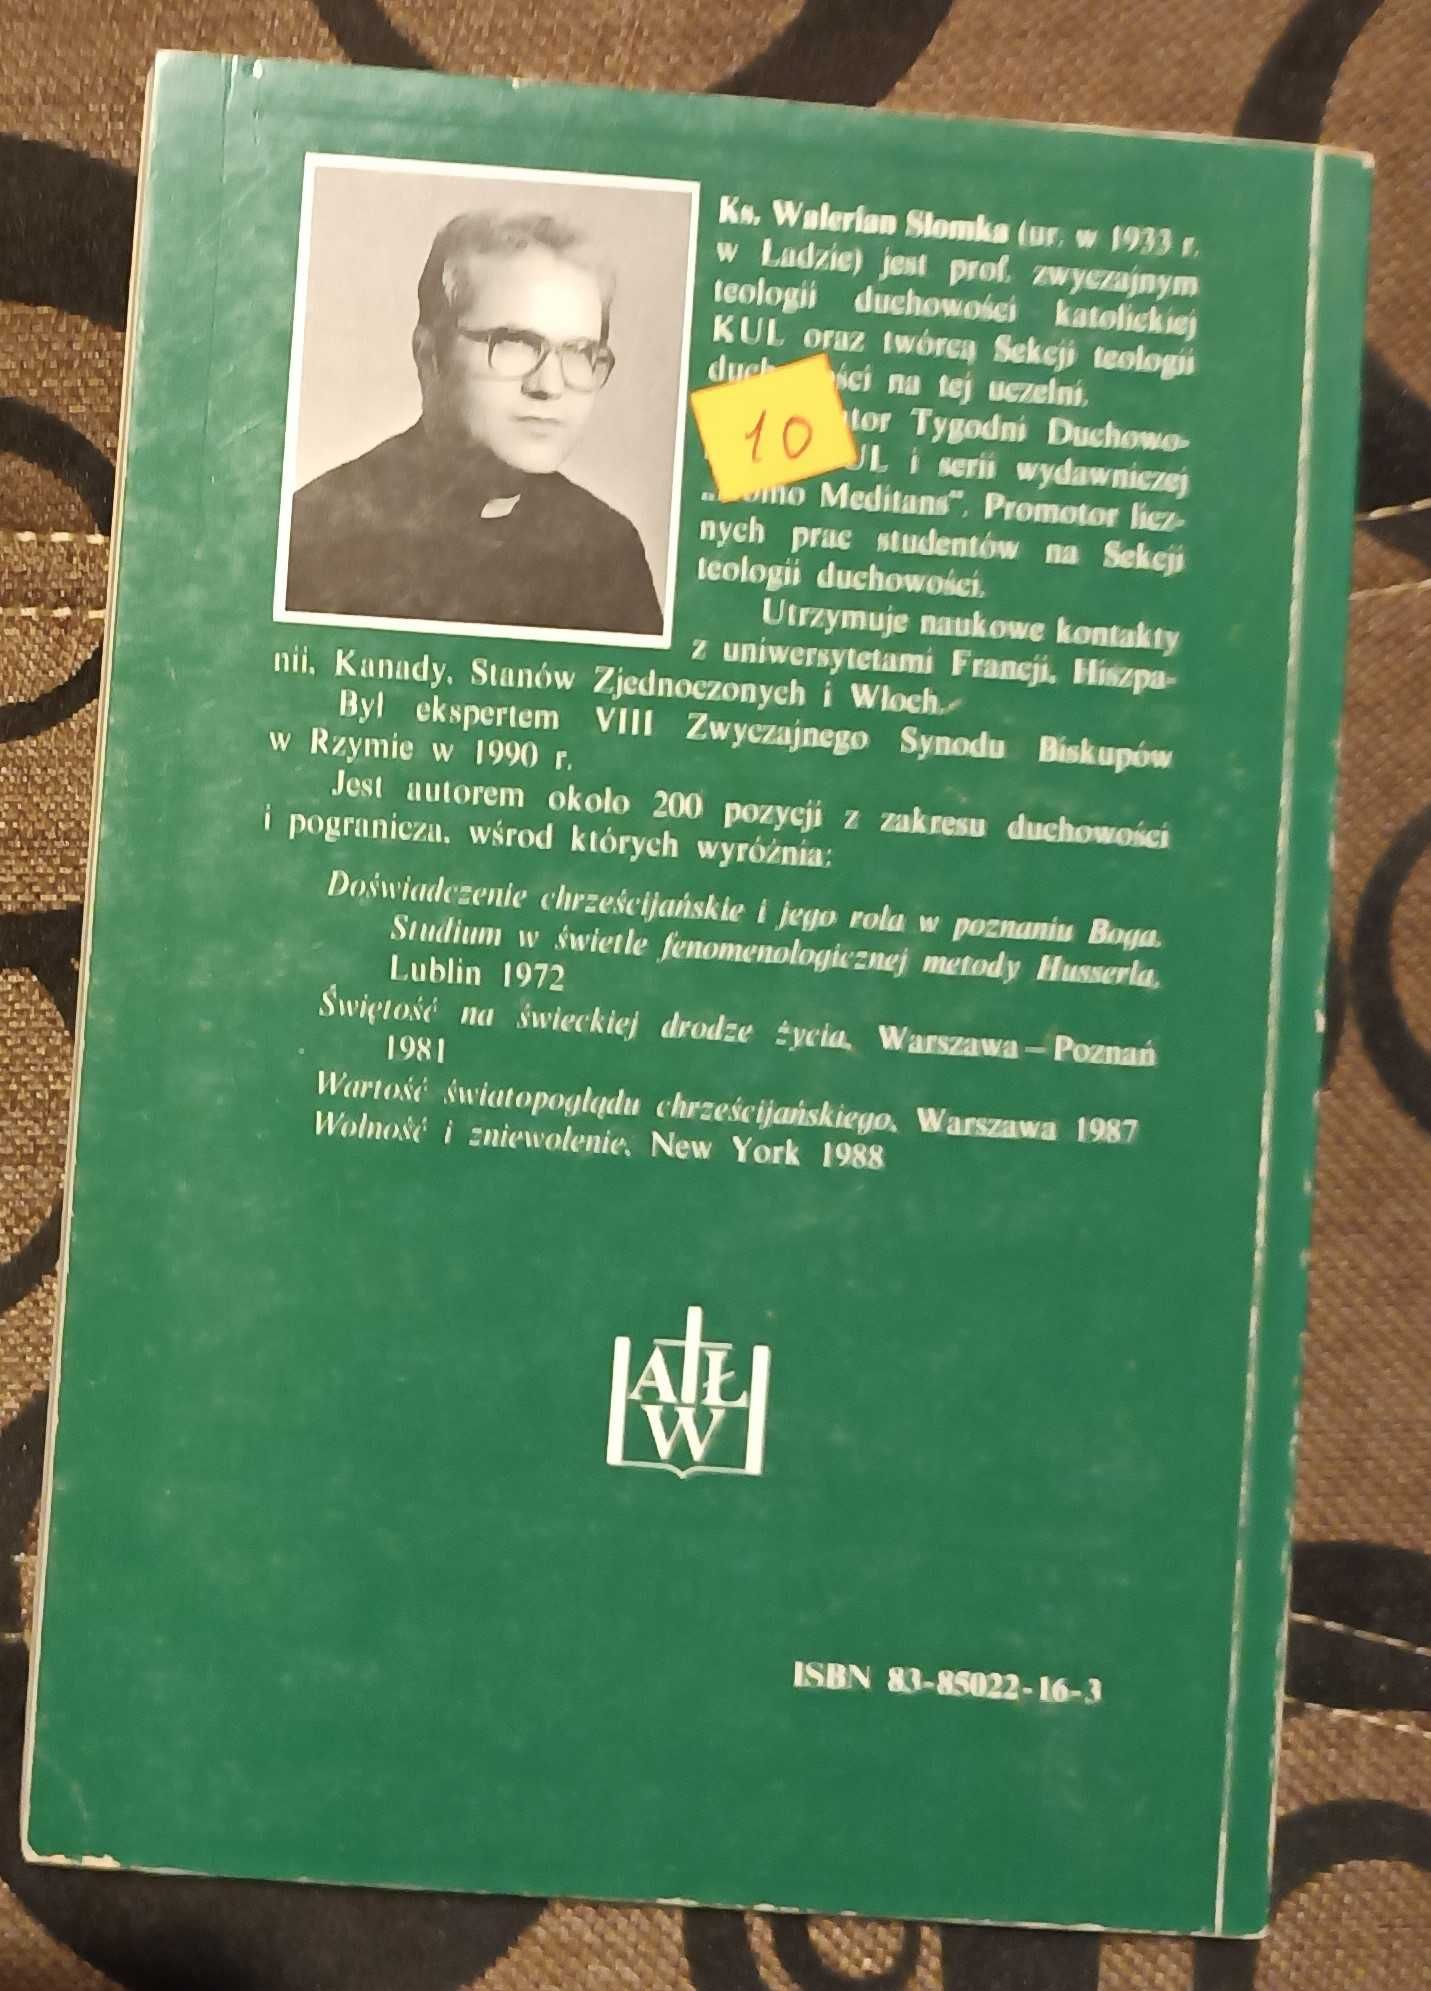 Ks. Walerian Słomka (ur. w 1933 r.
w Ladzie) jest prof. zwyczajnym
teologii duchowości katolickiej
KUL oraz twórcą Sekcji teologii
na tej uczelni.
Tygodni Duchowo-
i serii wydawniczej
Meditans". Promotor licz-
nych prac studentów na Sekcji
teologii duchowości.
Utrzymuje naukowe kontakty
z uniwersytetami Francji, Hiszpa-
nii, Kanady, Stanów Zjednoczonych i Włoch.
Był ekspertem VIII Zwyczajnego Synodu Biskupów
w Rzymie w 1990 r.
Jest autorem około 200 pozycji z zakresu duchowości
i pogranicza, wśrod których wyróżnia:
Doświadczenie chrześcijańskie i jego rola w poznaniu Boga.
Studium w świetle fenomenologicznej metody Husserla,
Lublin 1972
Świętość na świeckiej drodze życia, Warszawa – Poznań
1981
Wartość światopoglądu chrześcijańskiego, Warszawa 1987
Wolność i zniewolenie, New York 1988
10
AŁ
W
ISBN 83-85022-16-3